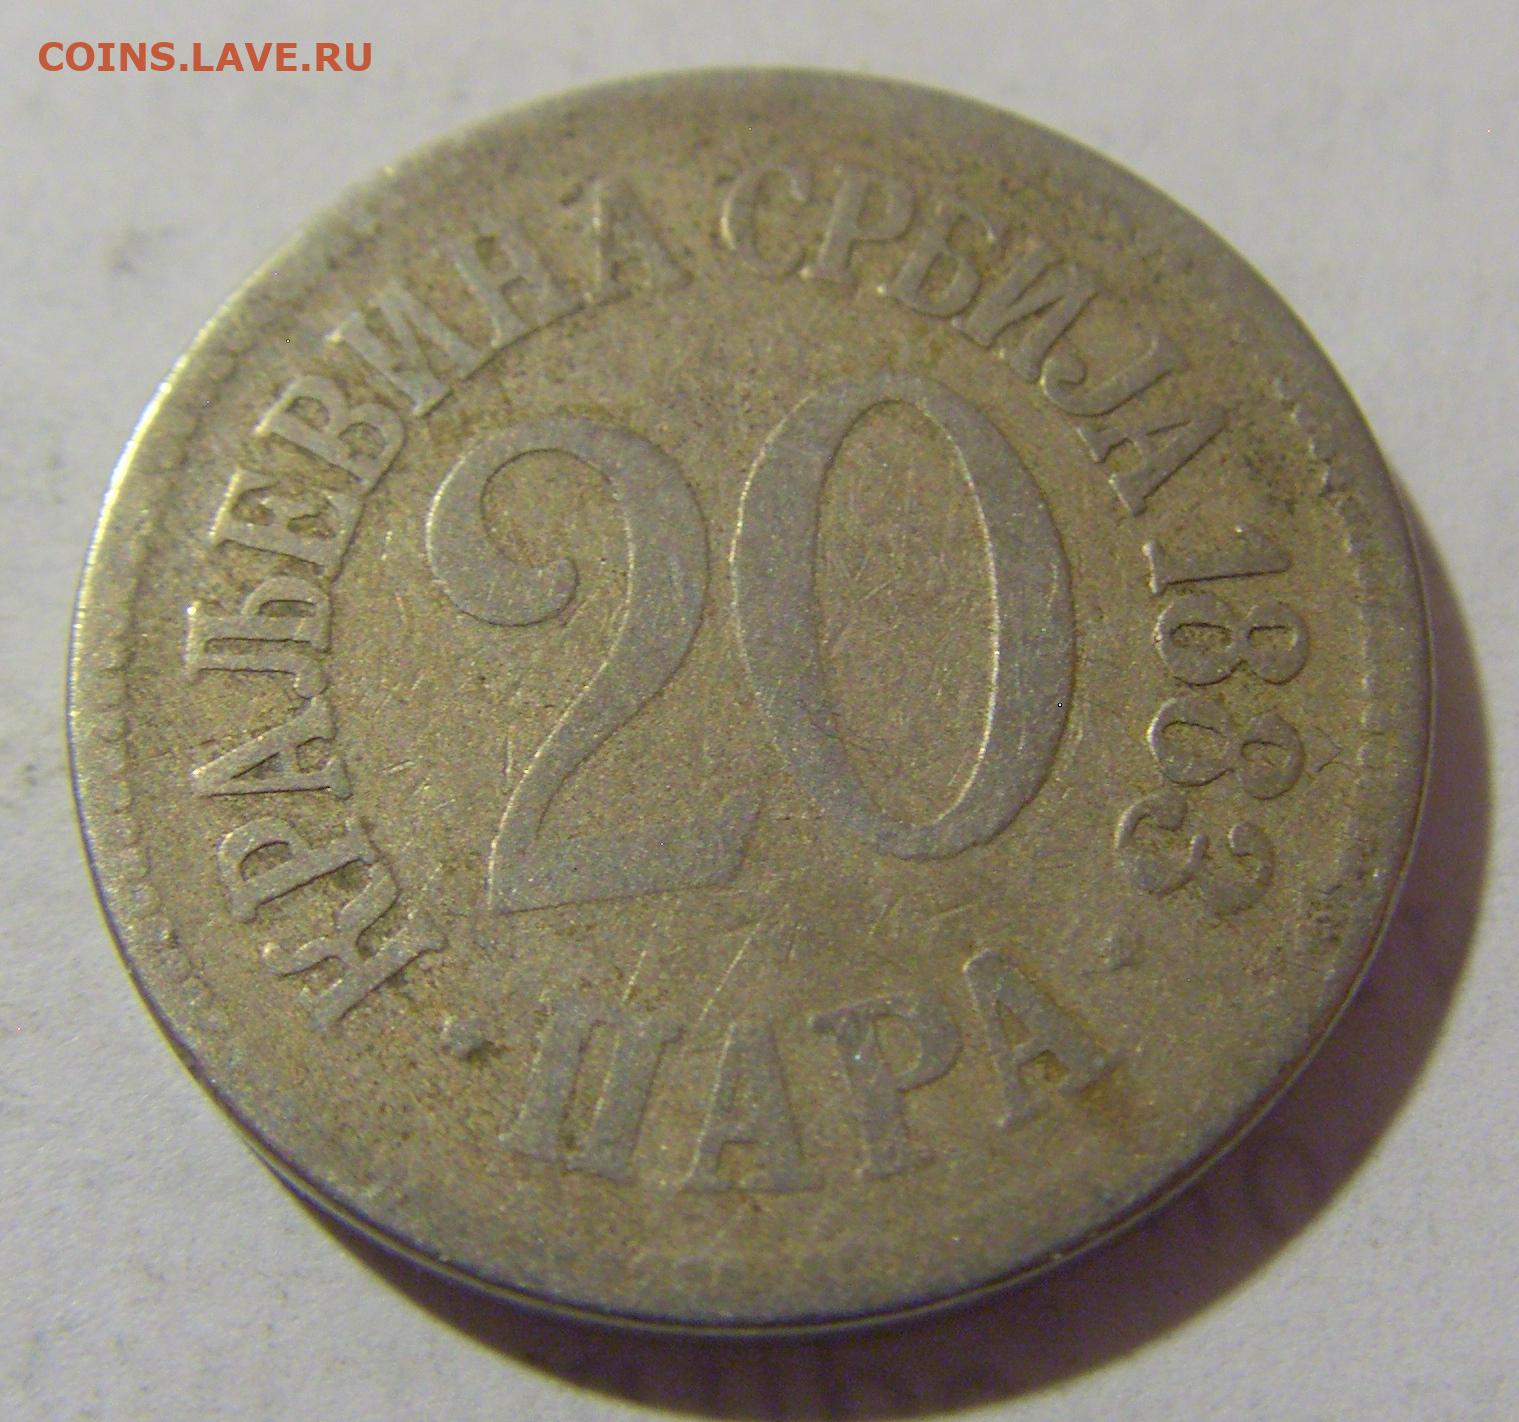 COINS.LAVE.RU
КРАЉЕВИНА СРБИЈА 1883
20
ПАРА